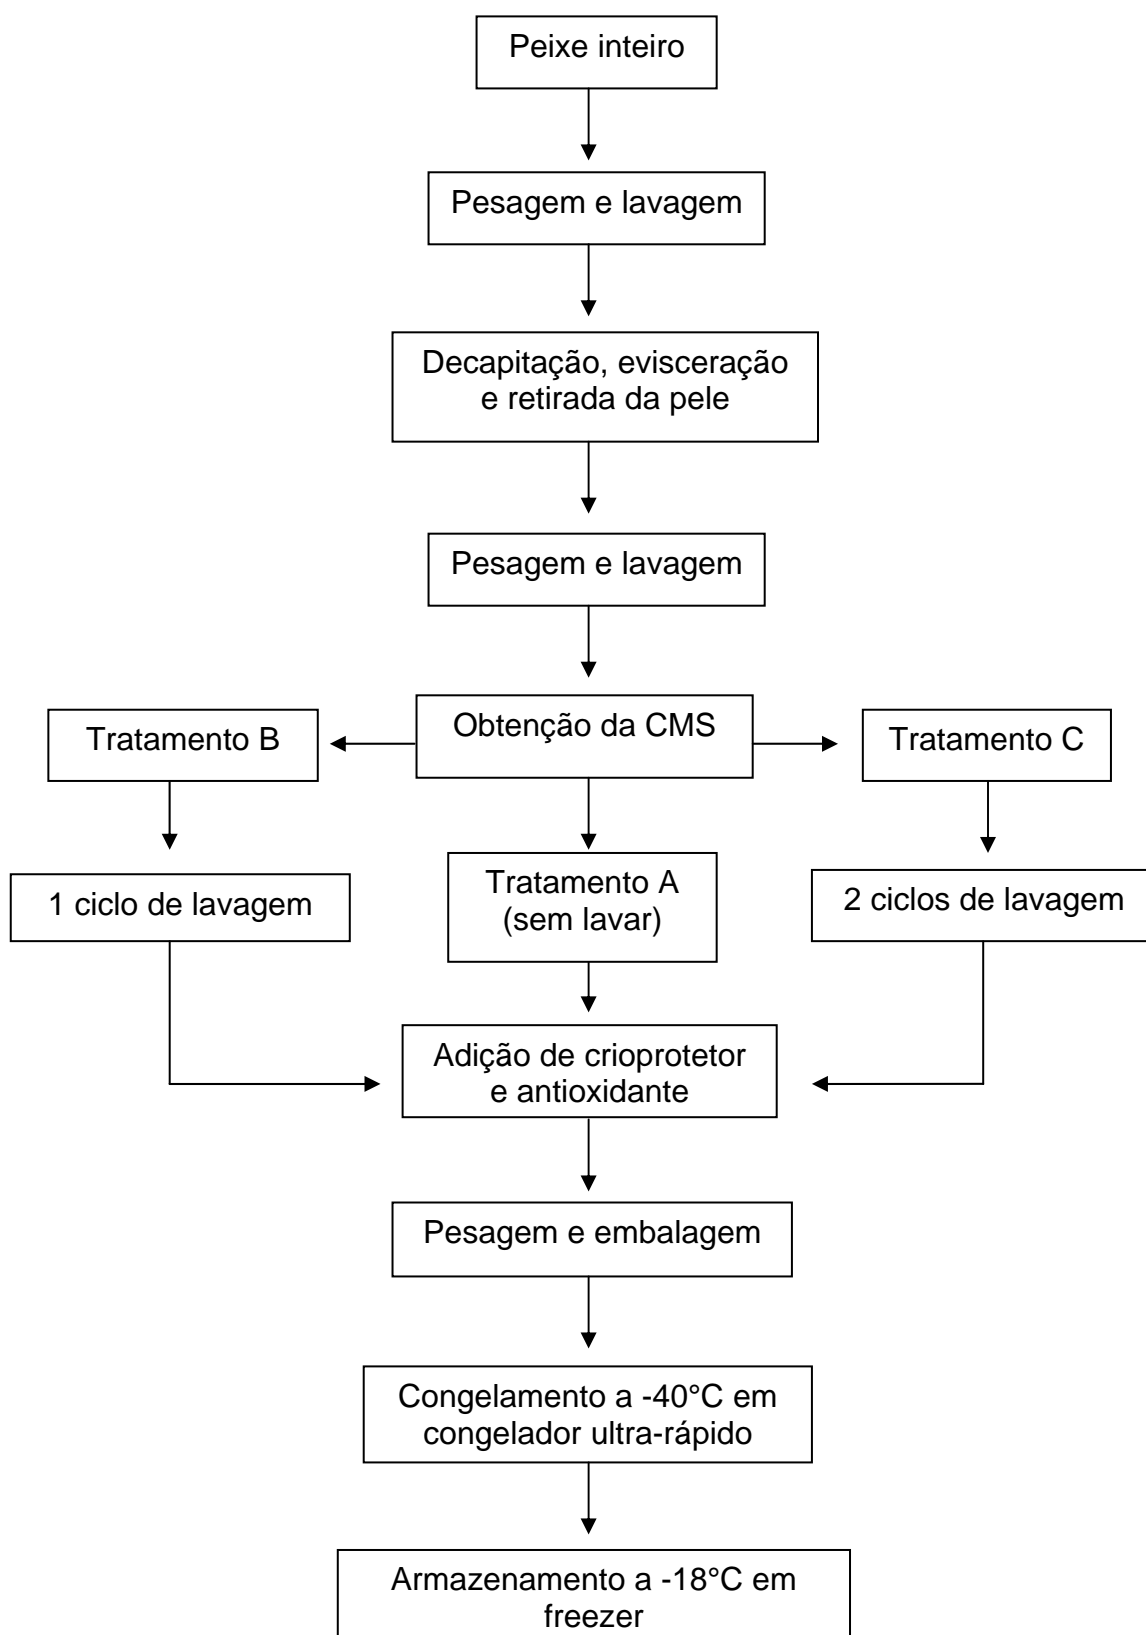 Peixe inteiro
Pesagem e lavagem
Decapitação, evisceração
e retirada da pele
Pesagem e lavagem
Obtenção da CMS
Tratamento B
Tratamento C
1 ciclo de lavagem
Tratamento A
(sem lavar)
2 ciclos de lavagem
Adição de crioprotetor
e antioxidante
Pesagem e embalagem
Congelamento a -40°C em
congelador ultra-rápido
Armazenamento a -18°C em
freezer